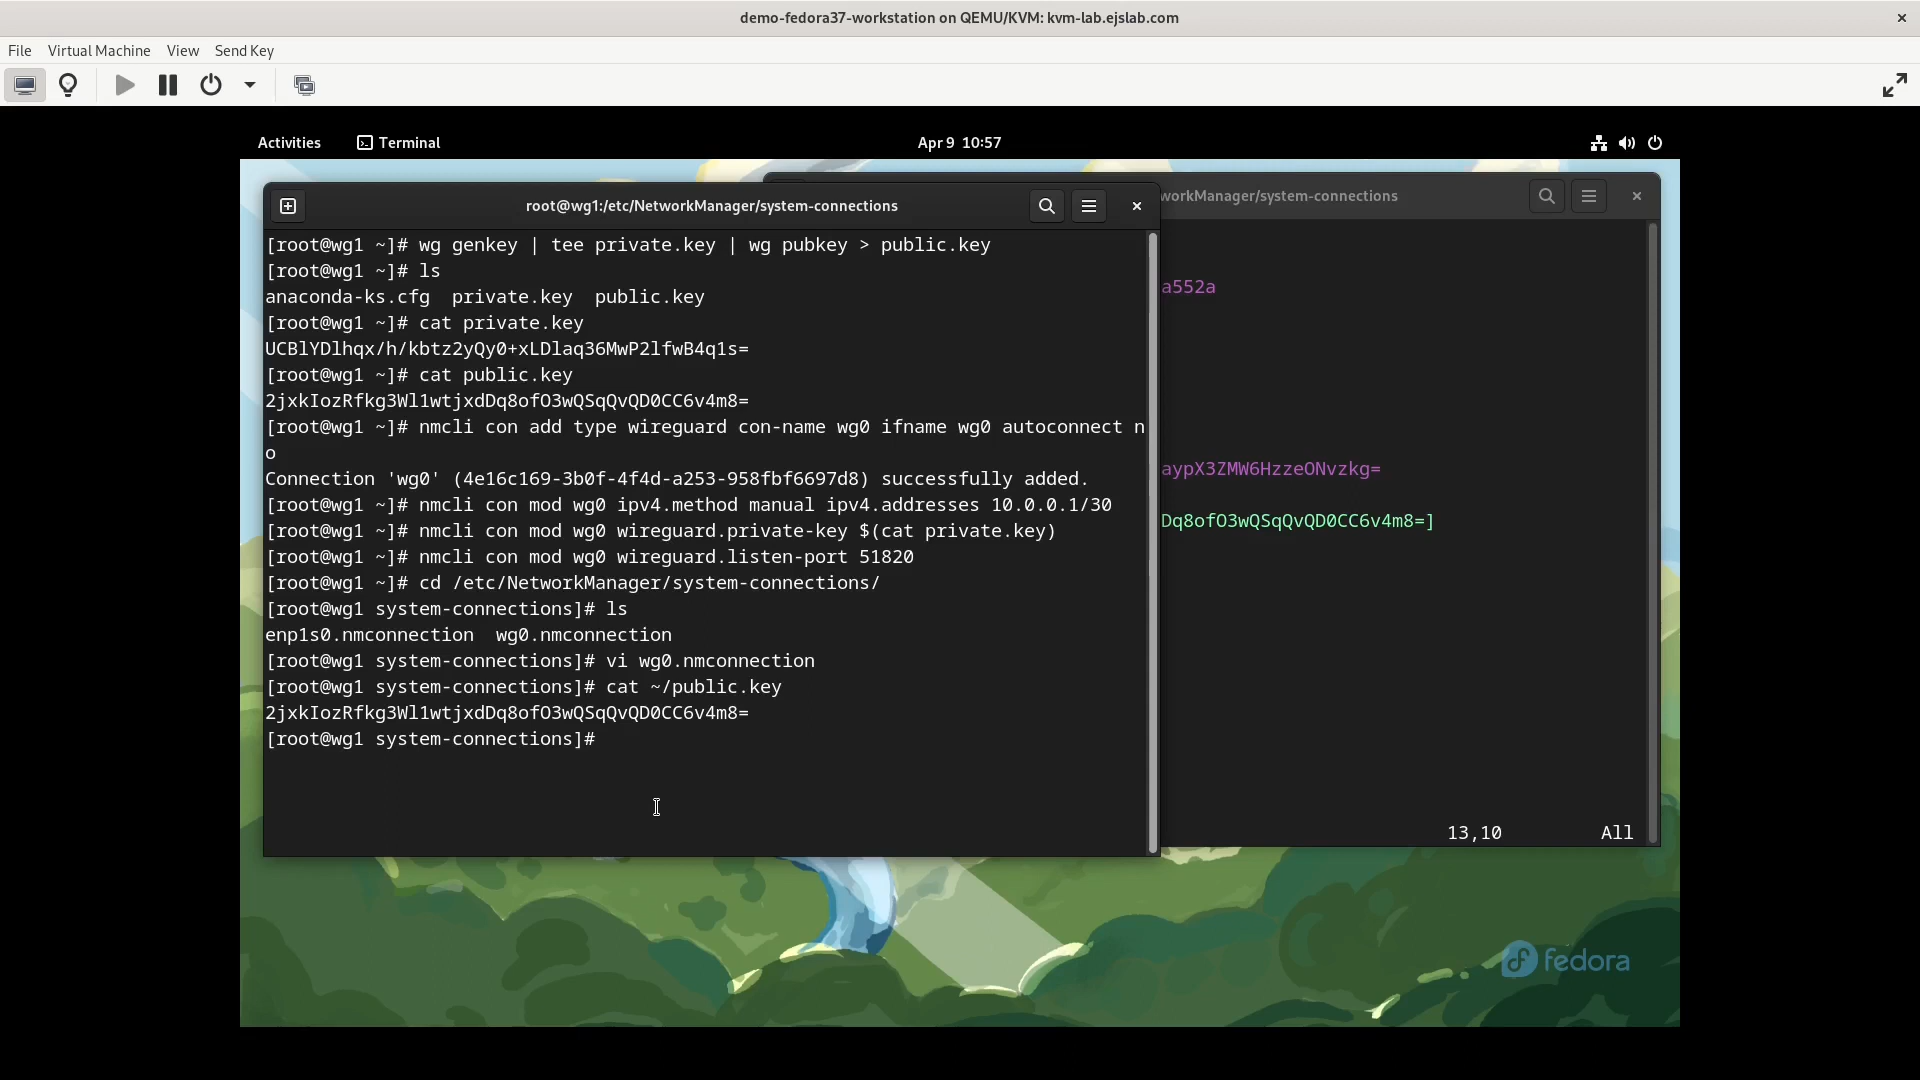 demo-fedora37-workstation on QEMU/KVM: kvm-lab.ejslab.com
File Virtual Machine View Send Key
Activities Terminal Apr 9 10:57
root@wg1:/etc/NetworkManager/system-connections
[root@wg1 ~]# wg genkey | tee private.key | wg pubkey > public.key
[root@wg1 ~]# ls
anaconda-ks.cfg private.key public.key
[root@wg1 ~]# cat private.key
UCBlYDlhqx/h/kbtz2yQy0+xLDlaq36MwP2lfwB4q1s=
[root@wg1 ~]# cat public.key
2jxkIozRfkg3Wl1wtjxdDq8ofO3wQSqQvQD0CC6v4m8=
[root@wg1 ~]# nmcli con add type wireguard con-name wg0 ifname wg0 autoconnect n
o
Connection 'wg0' (4e16c169-3b0f-4f4d-a253-958fbf6697d8) successfully added.
[root@wg1 ~]# nmcli con mod wg0 ipv4.method manual ipv4.addresses 10.0.0.1/30
[root@wg1 ~]# nmcli con mod wg0 wireguard.private-key $(cat private.key)
[root@wg1 ~]# nmcli con mod wg0 wireguard.listen-port 51820
[root@wg1 ~]# cd /etc/NetworkManager/system-connections/
[root@wg1 system-connections]# ls
enp1s0.nmconnection wg0.nmconnection
[root@wg1 system-connections]# vi wg0.nmconnection
[root@wg1 system-connections]# cat ~/public.key
2jxkIozRfkg3Wl1wtjxdDq8ofO3wQSqQvQD0CC6v4m8=
[root@wg1 system-connections]#
workManager/system-connections
a552a
aypX3ZMW6HzzeONvzkg=
Dq8ofO3wQSqQvQD0CC6v4m8=]
13,10 All
fedora